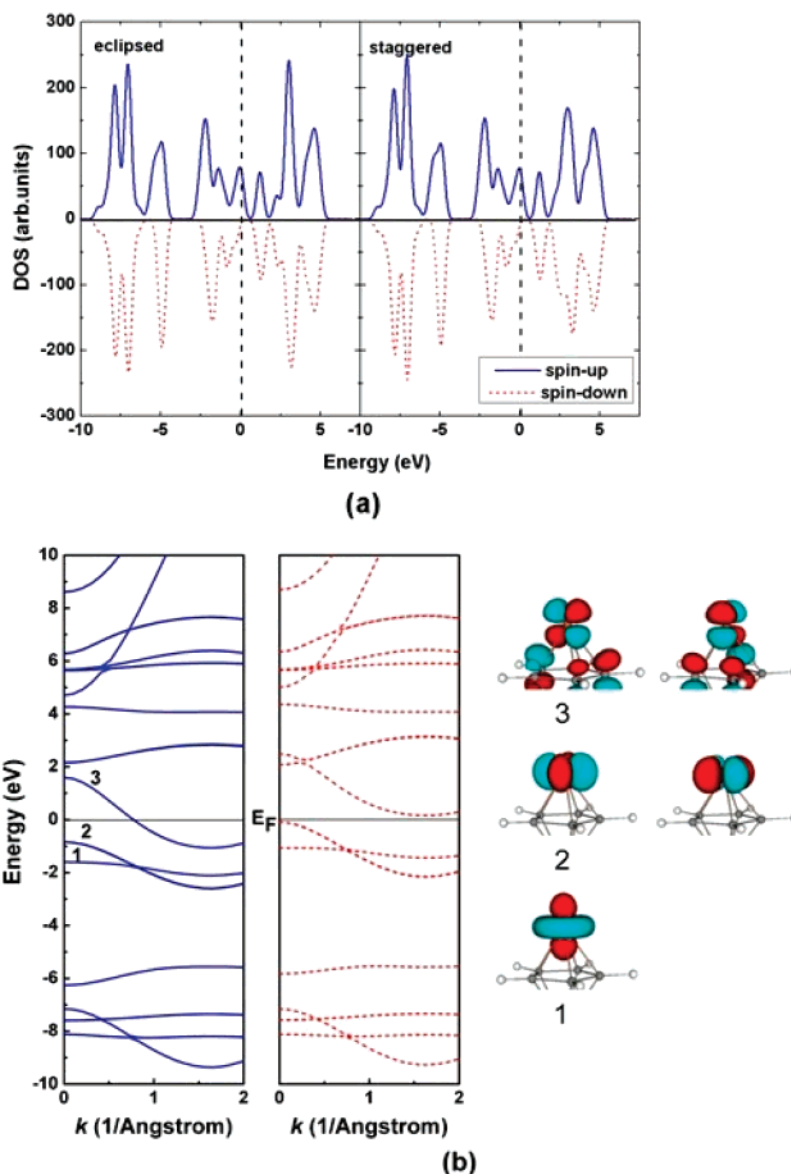 300
200
100
0
-100
-200
-300
DOS (arb.units)
eclipsed
staggered
spin-up
spin-down
-10 -5 0 5 -10 -5 0 5
Energy (eV)
(a)
10
8
6
4
2
0
-2
-4
-6
-8
-10
Energy (eV)
3
2
1
E_F
0 1 2
0 1 2
k (1/Angstrom)
k (1/Angstrom)
3
2
1
(b)